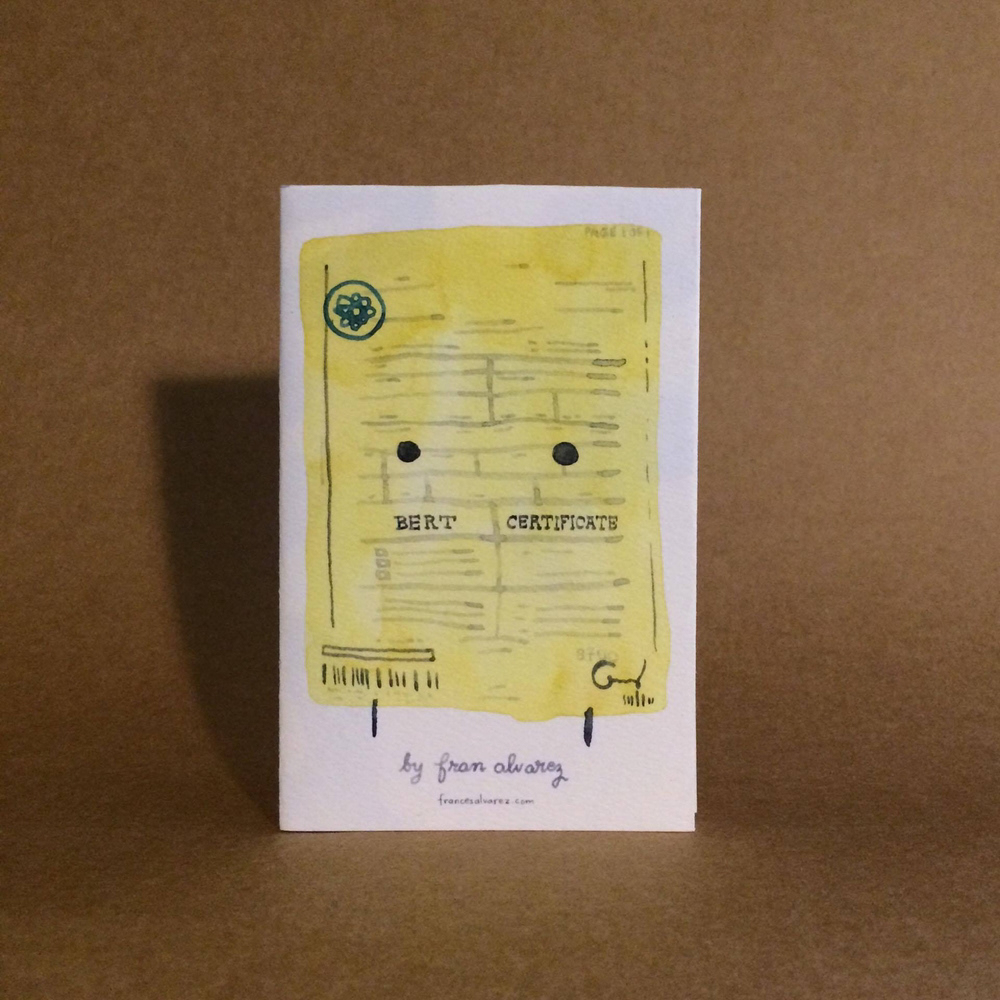 BERT CERTIFICATE
by fran alvarez
francesalvarez.com